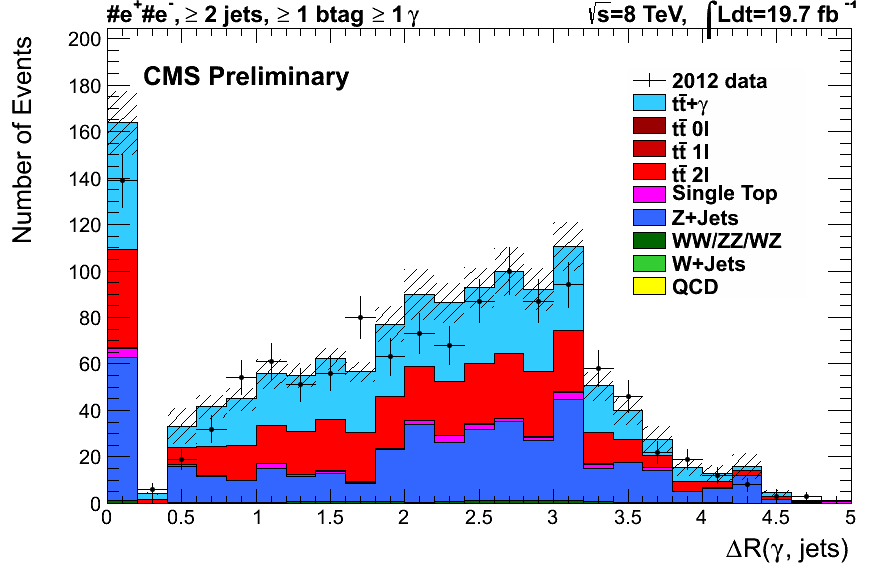 #e⁺#e⁻, ≥ 2 jets, ≥ 1 btag ≥ 1 γ √s=8 TeV, ∫Ldt=19.7 fb⁻¹
CMS Preliminary
2012 data
tt̄+γ
tt̄ 0l
tt̄ 1l
tt̄ 2l
Single Top
Z+Jets
WW/ZZ/WZ
W+Jets
QCD
Number of Events
200
180
160
140
120
100
80
60
40
20
0
0 0.5 1 1.5 2 2.5 3 3.5 4 4.5 5
ΔR(γ, jets)